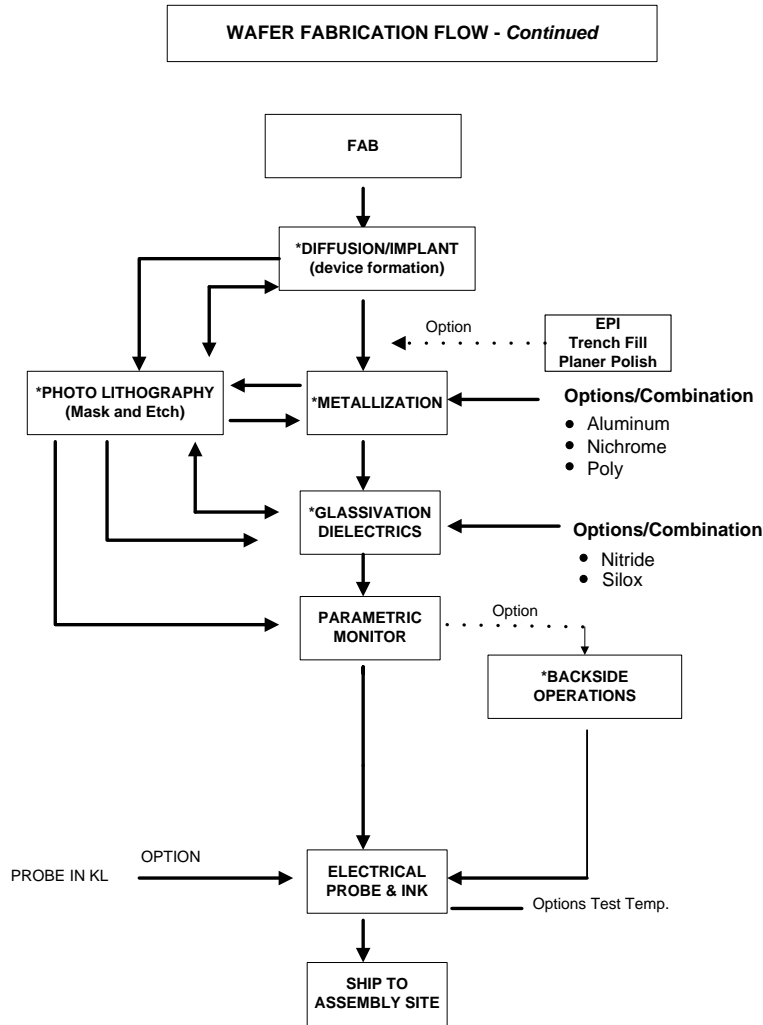 WAFER FABRICATION FLOW - Continued
FAB
*DIFFUSION/IMPLANT
(device formation)
Option
EPI
Trench Fill
Planer Polish
*PHOTO LITHOGRAPHY
(Mask and Etch)
*METALLIZATION
Options/Combination
• Aluminum
• Nichrome
• Poly
*GLASSIVATION
DIELECTRICS
Options/Combination
• Nitride
• Silox
PARAMETRIC
MONITOR
Option
*BACKSIDE
OPERATIONS
PROBE IN KL
OPTION
ELECTRICAL
PROBE & INK
Options Test Temp.
SHIP TO
ASSEMBLY SITE